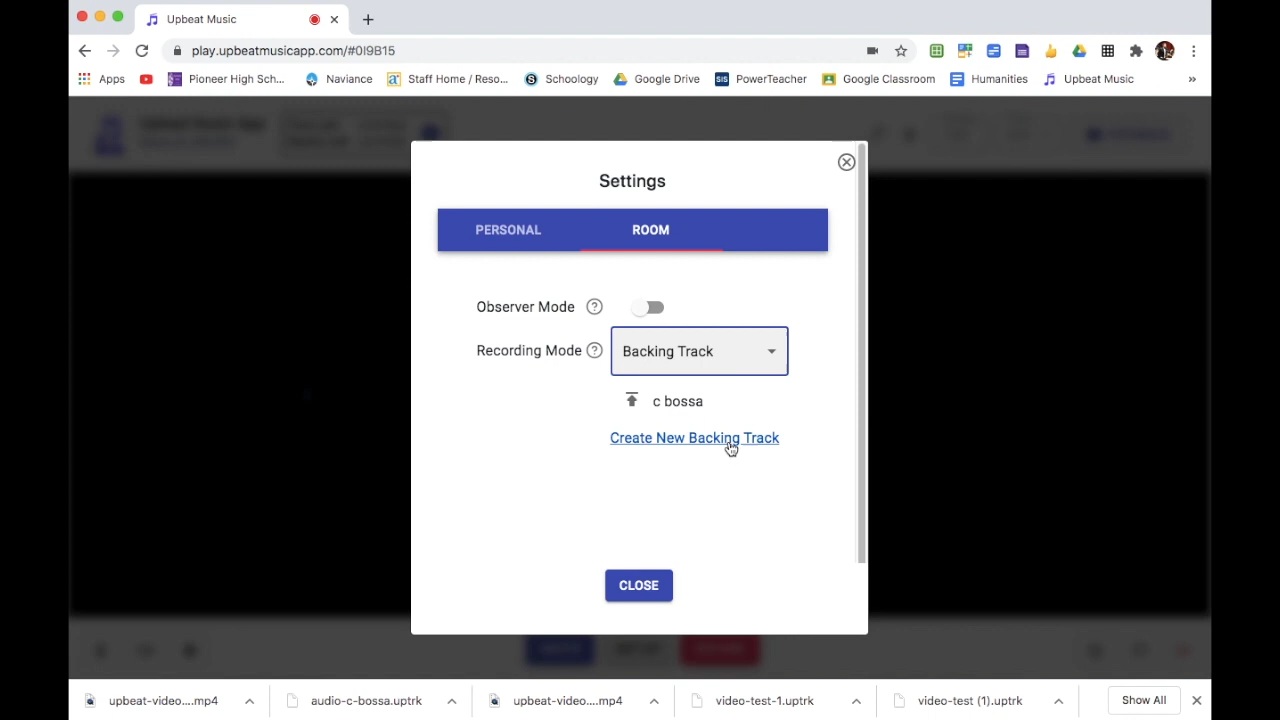 Upbeat Music
play.upbeatmusicapp.com/#0I9B15
Apps
Pioneer High Sch...
Naviance
Staff Home / Reso...
Schoology
Google Drive
SIS PowerTeacher
Google Classroom
Humanities
Upbeat Music
»
Settings
PERSONAL ROOM
Observer Mode ?
Recording Mode ? Backing Track
c bossa
Create New Backing Track
CLOSE
upbeat-video....mp4
audio-c-bossa.uptrk
upbeat-video....mp4
video-test-1.uptrk
video-test (1).uptrk
Show All